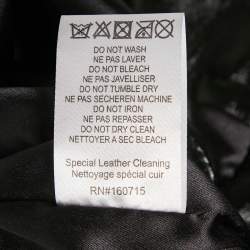 DO NOT WASH
NE PAS LAVER
DO NOT BLEACH
NE PAS JAVELLISER
DO NOT TUMBLE DRY
NE PAS SECHEREN MACHINE
DO NOT IRON
NE PAS REPASSER
DO NOT DRY CLEAN
NE PAS NETTOYER A SEC
Special Leather Cleaning
Nettoyage spécial cuir
RN#160715